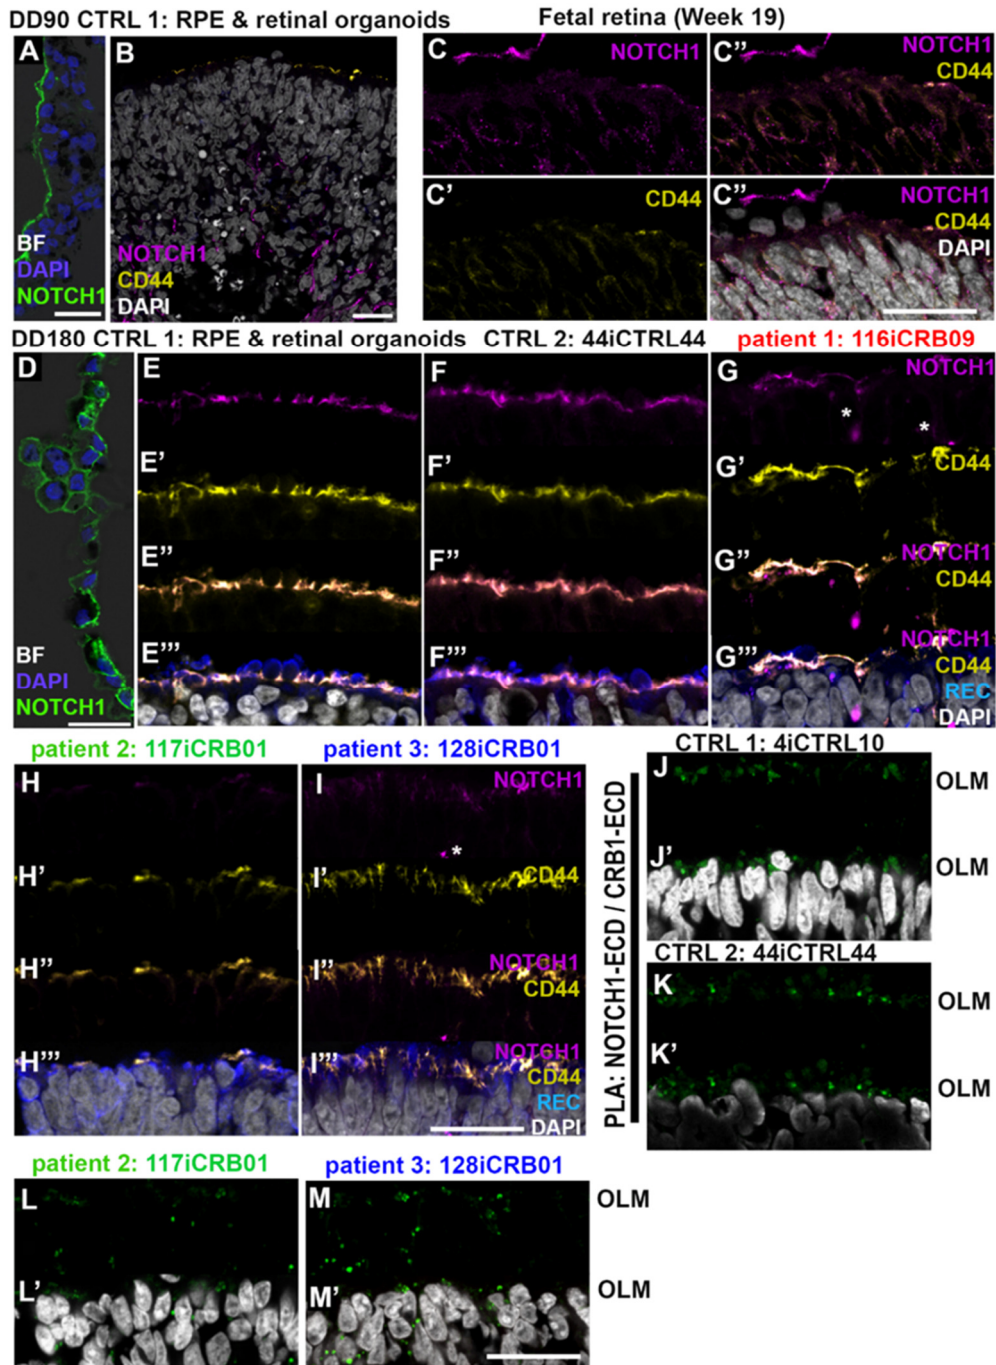 DD90 CTRL 1: RPE & retinal organoids
Fetal retina (Week 19)
A
BF
DAPI
NOTCH1
B
NOTCH1
CD44
DAPI
C
NOTCH1
C'
CD44
C''
NOTCH1
CD44
C''
NOTCH1
CD44
DAPI
DD180 CTRL 1: RPE & retinal organoids
CTRL 2: 44iCTRL44
patient 1: 116iCRB09
D
BF
DAPI
NOTCH1
E
E'
E''
E'''
F
F'
F''
F'''
G
NOTCH1
*
*
G'
CD44
G''
NOTCH1
CD44
G'''
NOTCH1
CD44
REC
DAPI
patient 2: 117iCRB01
patient 3: 128iCRB01
H
H'
H''
H'''
I
NOTCH1
*
I'
CD44
I''
NOTCH1
CD44
I'''
NOTCH1
CD44
REC
DAPI
PLA: NOTCH1-ECD / CRB1-ECD
CTRL 1: 4iCTRL10
J
OLM
J'
OLM
CTRL 2: 44iCTRL44
K
OLM
K'
OLM
patient 2: 117iCRB01
patient 3: 128iCRB01
L
L'
M
OLM
M'
OLM